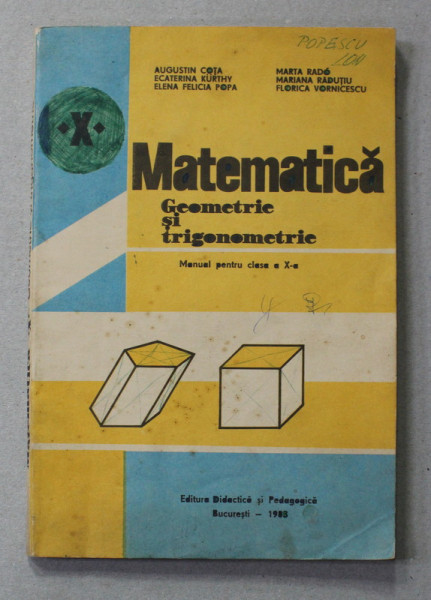 POPESCU
AUGUSTIN COȚA
ECATERINA KURTHY
ELENA FELICIA POPA
MARTA RADÓ
MARIANA RĂDUȚIU
FLORICA VORNICESCU
·X·
Matematică
Geometrie
și
trigonometrie
Manual pentru clasa a X-a
Editura Didactică și Pedagogică
București – 1988